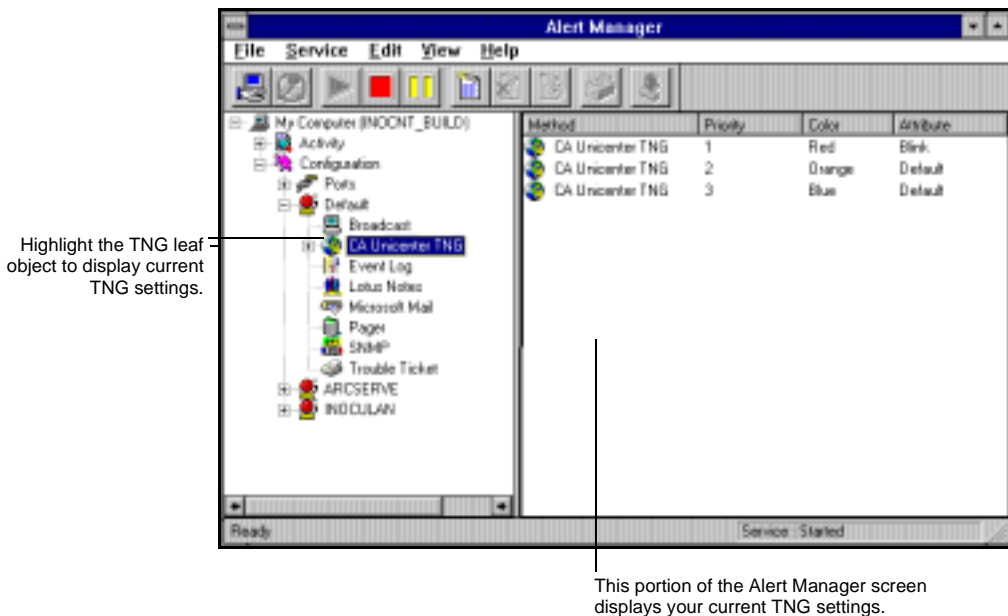 Alert Manager
File Service Edit View Help
My Computer (INOCNT_BUILD)
Activity
Configuration
Ports
Default
Broadcast
CA Unicenter TNG
Event Log
Lotus Notes
Microsoft Mail
Pager
SNMP
Trouble Ticket
ARCSERVE
INOCULAN
Method Priority Color Attribute
CA Unicenter TNG 1 Red Blink
CA Unicenter TNG 2 Orange Default
CA Unicenter TNG 3 Blue Default
Ready
Service : Started
Highlight the TNG leaf
object to display current
TNG settings.
This portion of the Alert Manager screen
displays your current TNG settings.